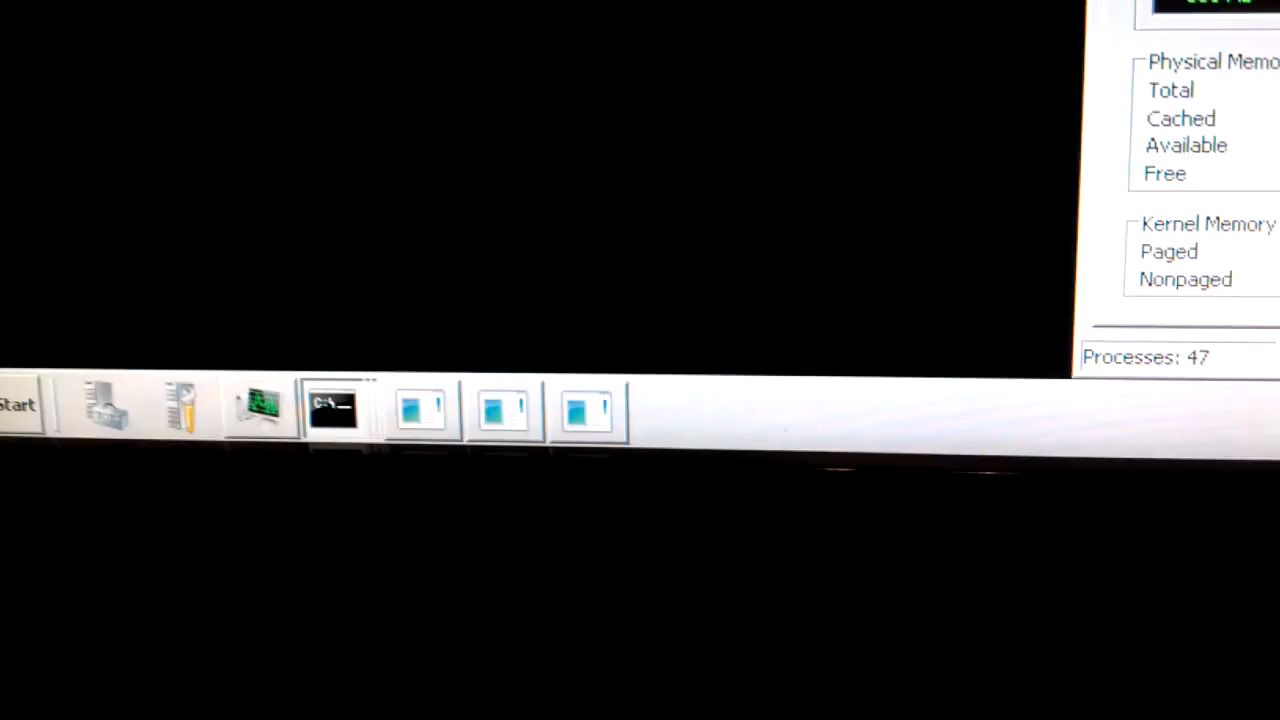 Physical Memo
Total
Cached
Available
Free
Kernel Memory
Paged
Nonpaged
Processes: 47
Start
C:\